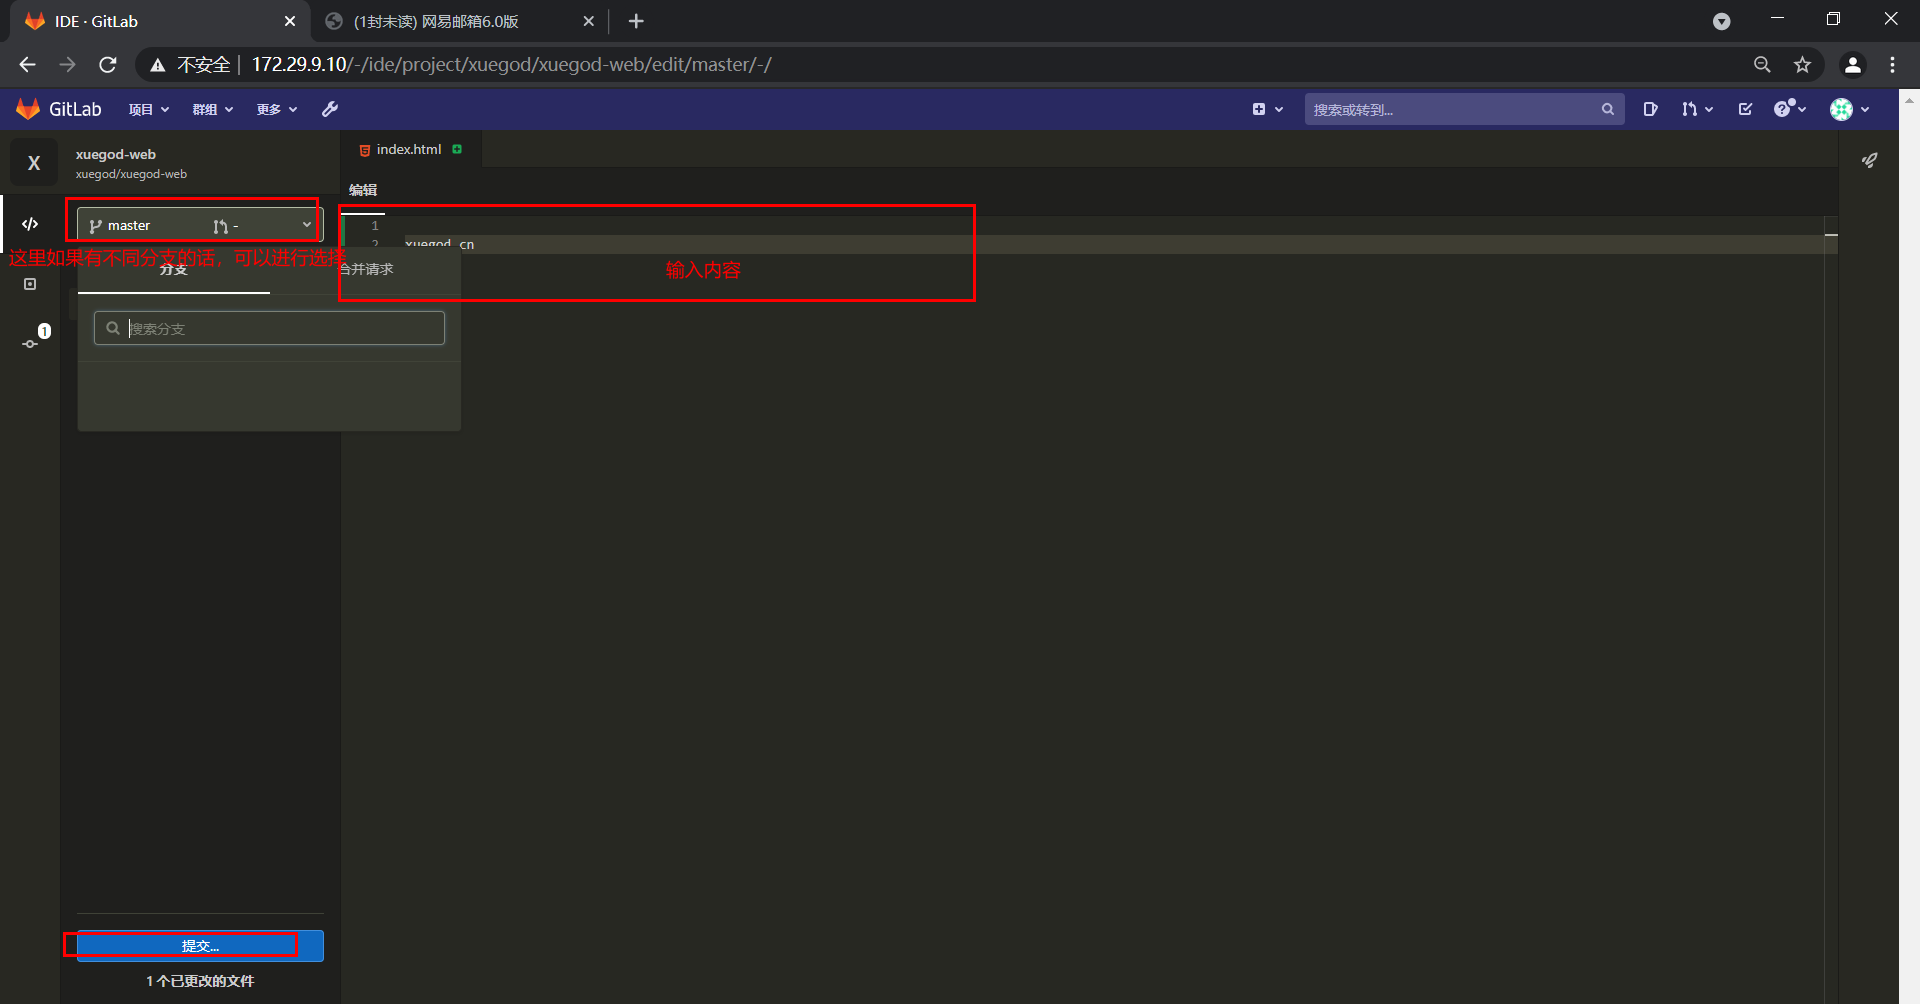 IDE · GitLab
(1封未读) 网易邮箱6.0版
不安全
172.29.9.10/-/ide/project/xuegod/xuegod-web/edit/master/-/
GitLab
项目
群组
更多
搜索或转到...
X
xuegod-web
xuegod/xuegod-web
index.html
编辑
master
-
1
2
xuegod cn
这里如果有不同分支的话，可以进行选择
分支
合并请求
输入内容
搜索分支
1
提交...
1 个已更改的文件